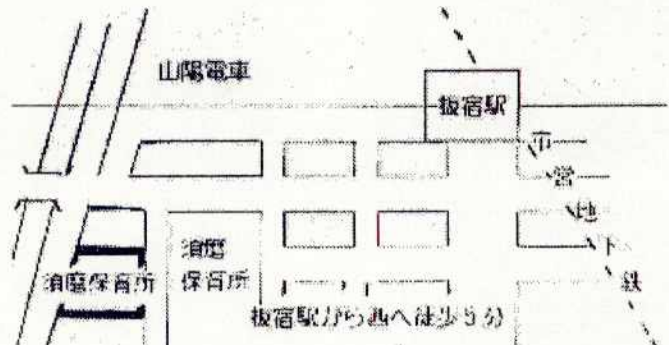 山陽電車
板宿駅
市営地下鉄
須磨
保育所
須磨保育所
板宿駅から西へ徒歩5分